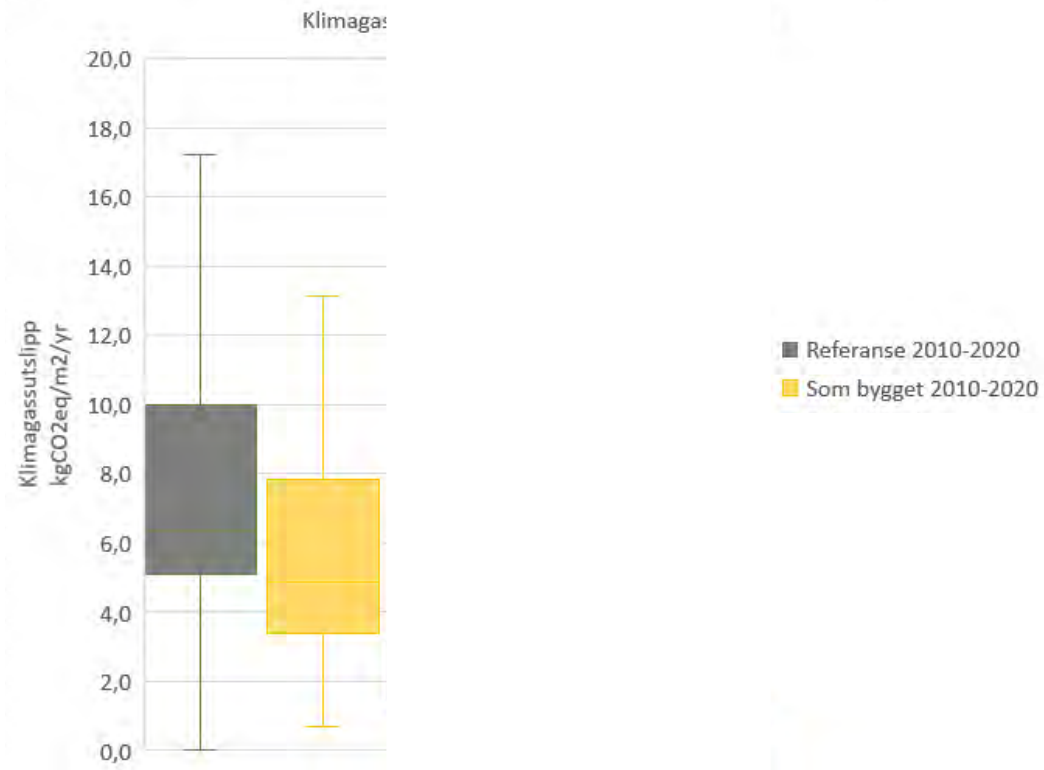 Klimagas
20,0
18,0
16,0
14,0
12,0
10,0
8,0
6,0
4,0
2,0
0,0
Klimagassutslipp
kgCO2eq/m2/yr
Referanse 2010-2020
Som bygget 2010-2020